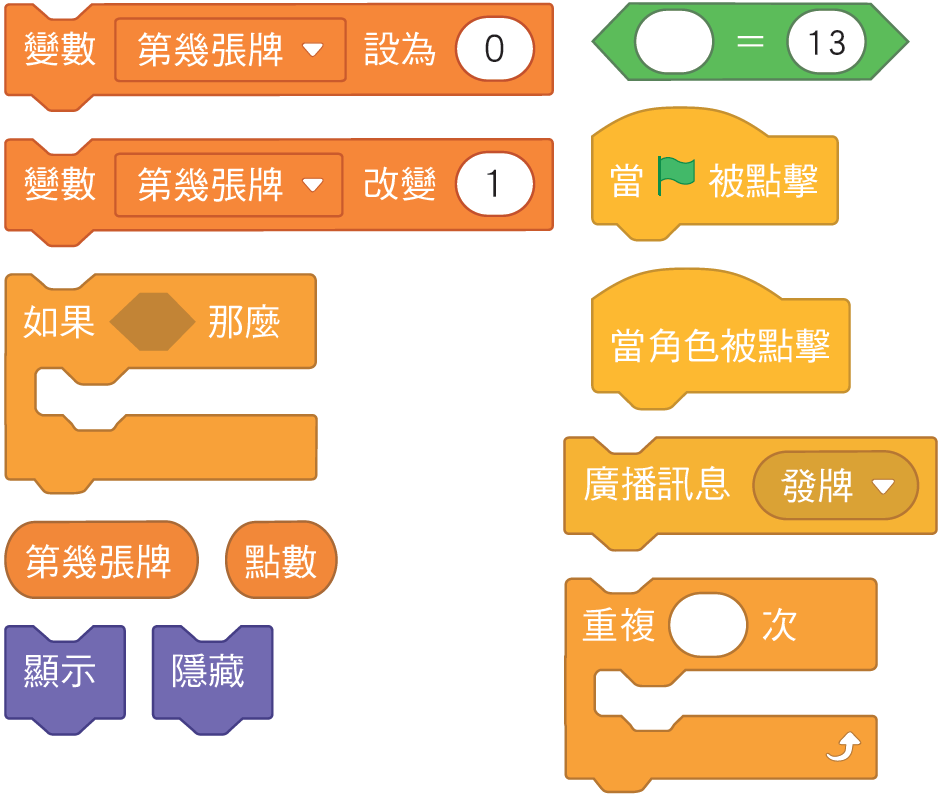 變數 第幾張牌 設為 0
變數 第幾張牌 改變 1
如果 那麼
第幾張牌 點數
顯示 隱藏
= 13
當 被點擊
當角色被點擊
廣播訊息 發牌
重複 次